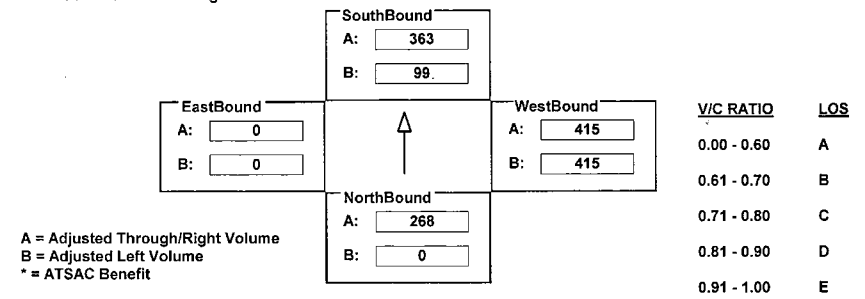 SouthBound
A: 363
B: 99
EastBound
A: 0
B: 0
WestBound
A: 415
B: 415
NorthBound
A: 268
B: 0
A = Adjusted Through/Right Volume
B = Adjusted Left Volume
* = ATSAC Benefit
V/C RATIO LOS
0.00 - 0.60 A
0.61 - 0.70 B
0.71 - 0.80 C
0.81 - 0.90 D
0.91 - 1.00 E